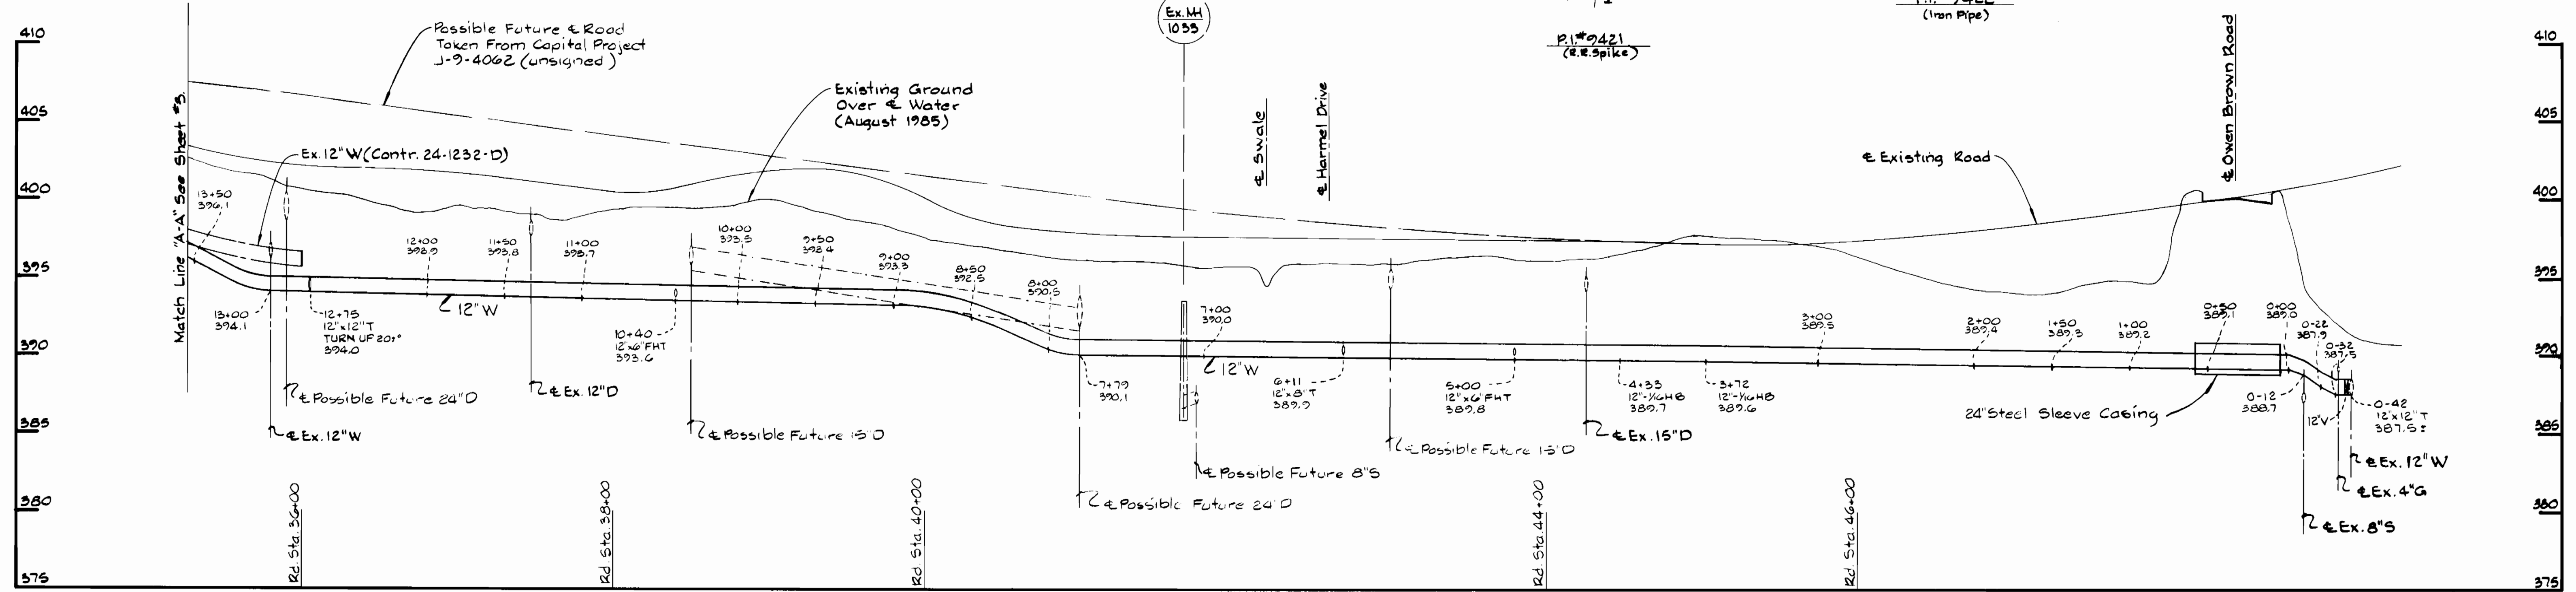 410
405
400
395
390
385
380
375
Possible Future ℄ Road
Taken From Capital Project
J-9-4062 (unsigned)
Match Line "A-A" See Sheet #3.
Ex. 12" W (Contr. 24-1232-D)
Existing Ground
Over ℄ Water
(August 1985)
Ex. MH
1033
P.I.#9421
(R.R.Spike)
(Iron Pipe)
℄ Swale
℄ Harmel Drive
℄ Existing Road
℄ Owen Brown Road
13+50
396.1
13+00
394.1
12+75
12"x12"T
TURN UP 20±°
394.0
12+00
392.9
11+50
393.8
11+00
393.7
10+40
12"x6"FHT
393.6
10+00
393.5
9+50
392.4
9+00
393.3
8+50
392.5
8+00
390.5
7+79
390.1
7+00
390.0
6+11
12"x8"T
389.9
5+00
12"x6"FHT
389.8
4+33
12"-1/16HB
389.7
3+72
12"-1/16HB
389.6
3+00
389.5
2+00
389.4
1+50
389.3
1+00
389.2
0+50
389.1
0+00
389.0
0-22
387.9
0-32
387.5
0-12
388.7
12"V
0-42
12"x12"T
387.5±
12"W
12"W
24" Steel Sleeve Casing
℄ Ex. 12"W
℄ Possible Future 24"D
℄ Ex. 12"D
℄ Possible Future 15"D
℄ Possible Future 24"D
℄ Possible Future 8"S
℄ Possible Future 15"D
℄ Ex. 15"D
℄ Ex. 12"W
℄ Ex. 4"G
℄ Ex. 8"S
Rd. Sta. 36+00
Rd. Sta. 38+00
Rd. Sta. 40+00
Rd. Sta. 44+00
Rd. Sta. 46+00
410
405
400
395
390
385
380
375